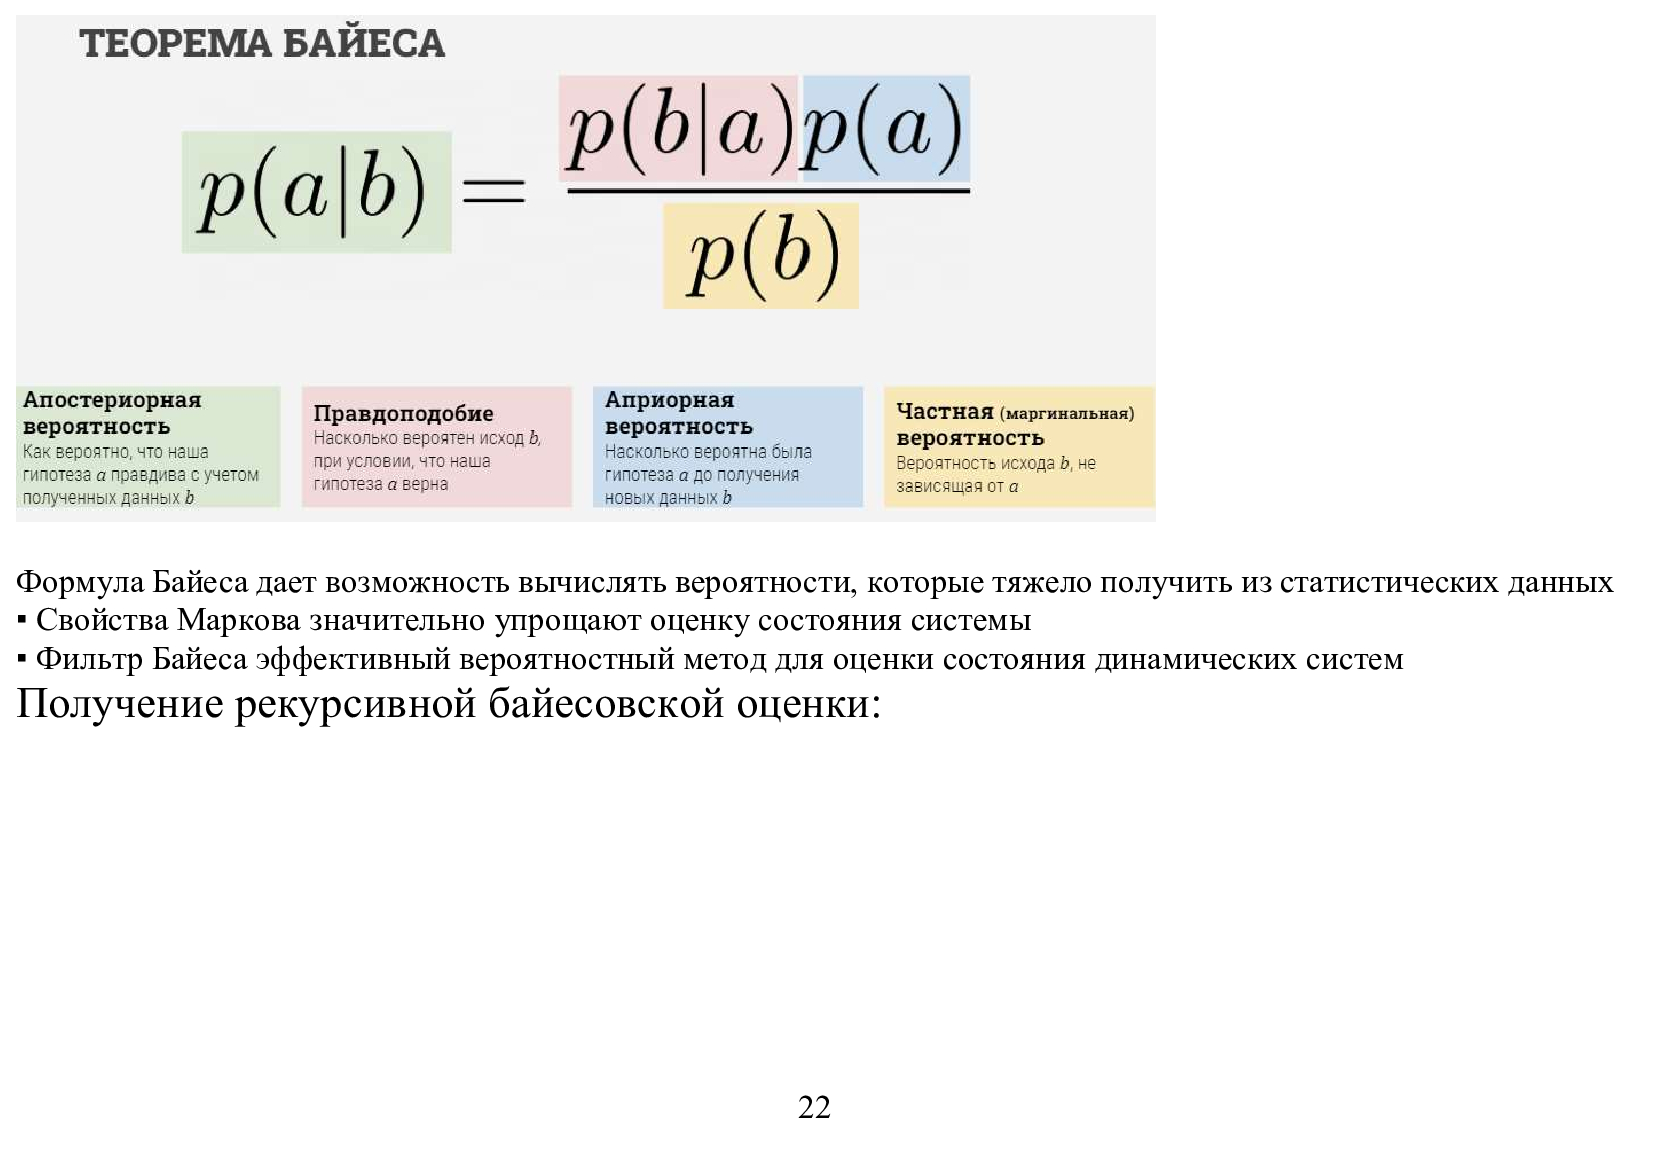 ТЕОРЕМА БАЙЕСА
p(a|b) = p(b|a)p(a)
p(b)
Апостериорная
вероятность
Как вероятно, что наша
гипотеза a правдива с учетом
полученных данных b
Правдоподобие
Насколько вероятен исход b,
при условии, что наша
гипотеза a верна
Априорная
вероятность
Насколько вероятна была
гипотеза a до получения
новых данных b
Частная (маргинальная)
вероятность
Вероятность исхода b, не
зависящая от a
Формула Байеса дает возможность вычислять вероятности, которые тяжело получить из статистических данных
▪ Свойства Маркова значительно упрощают оценку состояния системы
▪ Фильтр Байеса эффективный вероятностный метод для оценки состояния динамических систем
Получение рекурсивной байесовской оценки:
22